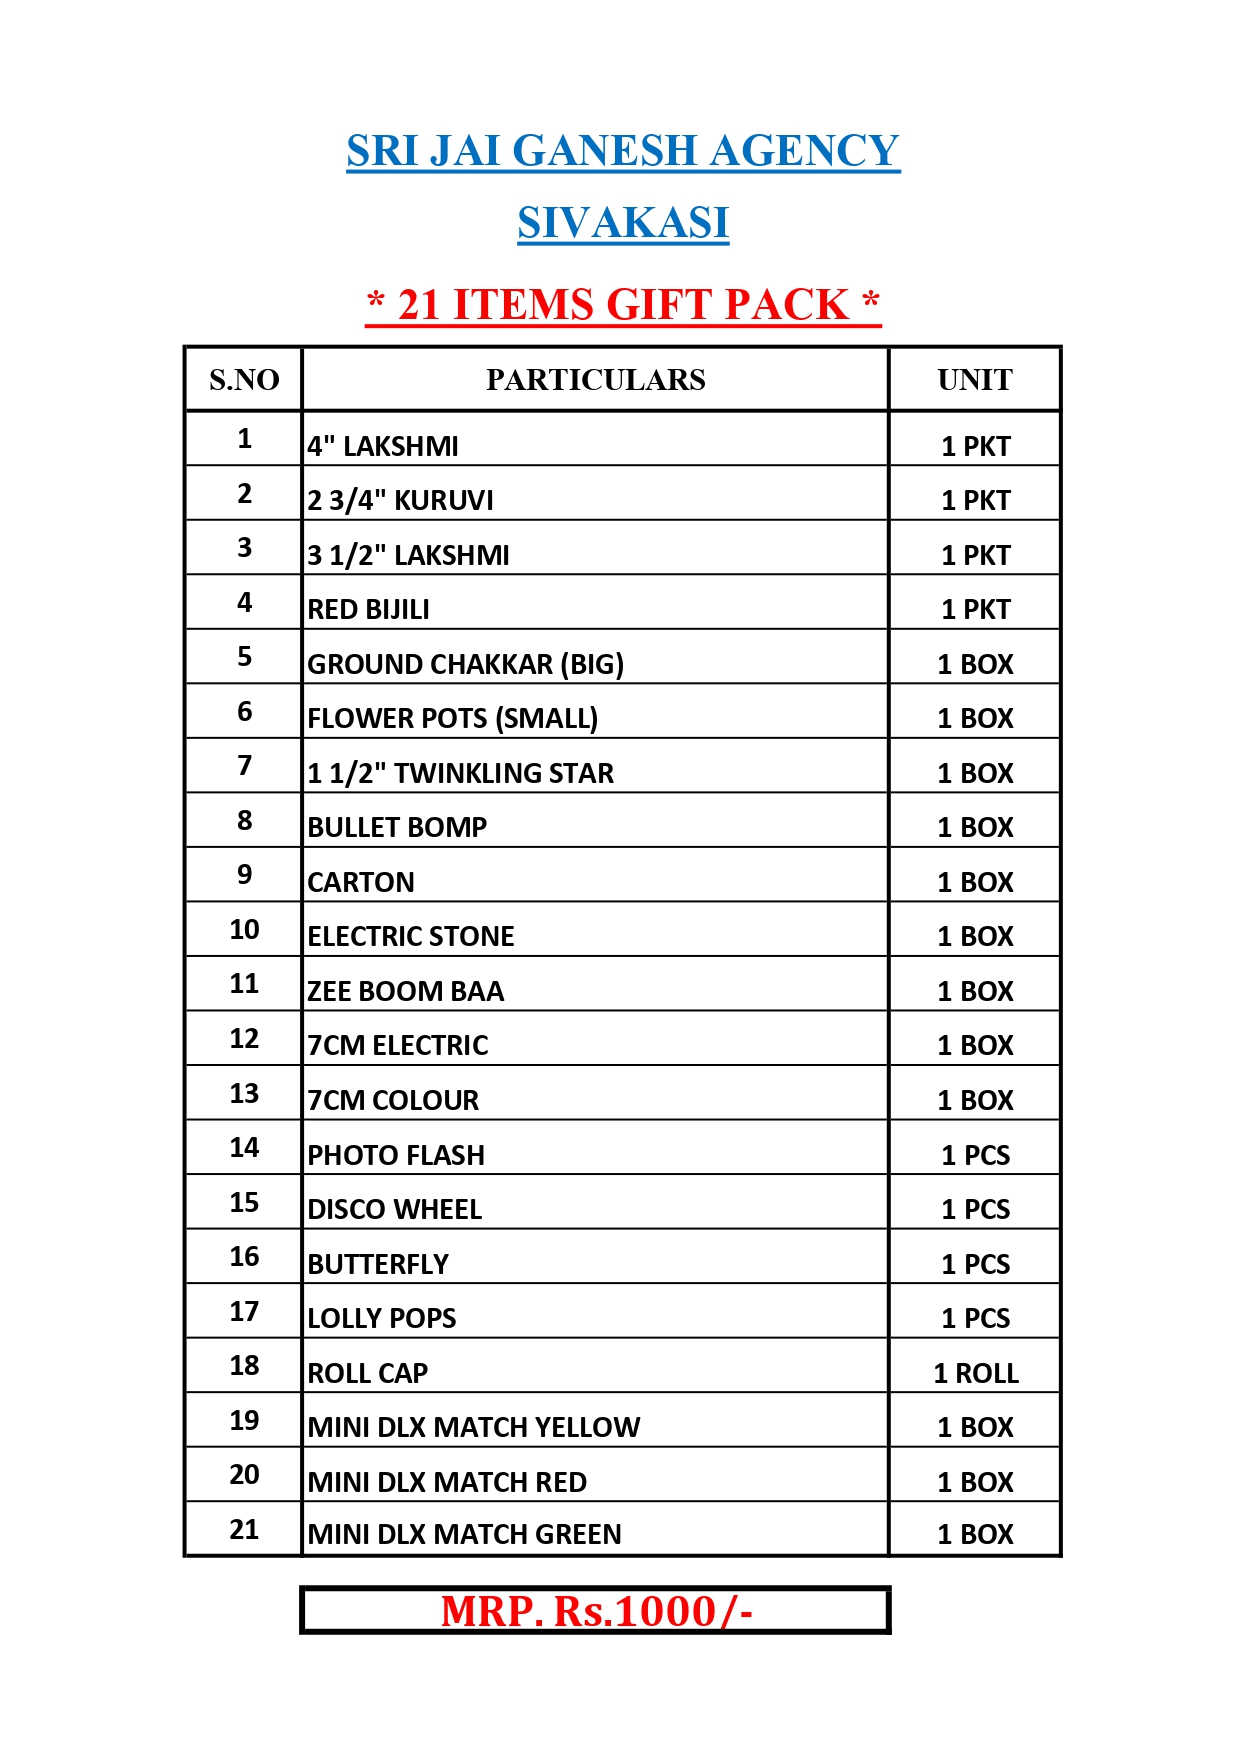 SRI JAI GANESH AGENCY
SIVAKASI
* 21 ITEMS GIFT PACK *
S.NO PARTICULARS UNIT
1 4" LAKSHMI 1 PKT
2 2 3/4" KURUVI 1 PKT
3 3 1/2" LAKSHMI 1 PKT
4 RED BIJILI 1 PKT
5 GROUND CHAKKAR (BIG) 1 BOX
6 FLOWER POTS (SMALL) 1 BOX
7 1 1/2" TWINKLING STAR 1 BOX
8 BULLET BOMP 1 BOX
9 CARTON 1 BOX
10 ELECTRIC STONE 1 BOX
11 ZEE BOOM BAA 1 BOX
12 7CM ELECTRIC 1 BOX
13 7CM COLOUR 1 BOX
14 PHOTO FLASH 1 PCS
15 DISCO WHEEL 1 PCS
16 BUTTERFLY 1 PCS
17 LOLLY POPS 1 PCS
18 ROLL CAP 1 ROLL
19 MINI DLX MATCH YELLOW 1 BOX
20 MINI DLX MATCH RED 1 BOX
21 MINI DLX MATCH GREEN 1 BOX
MRP. Rs.1000/-